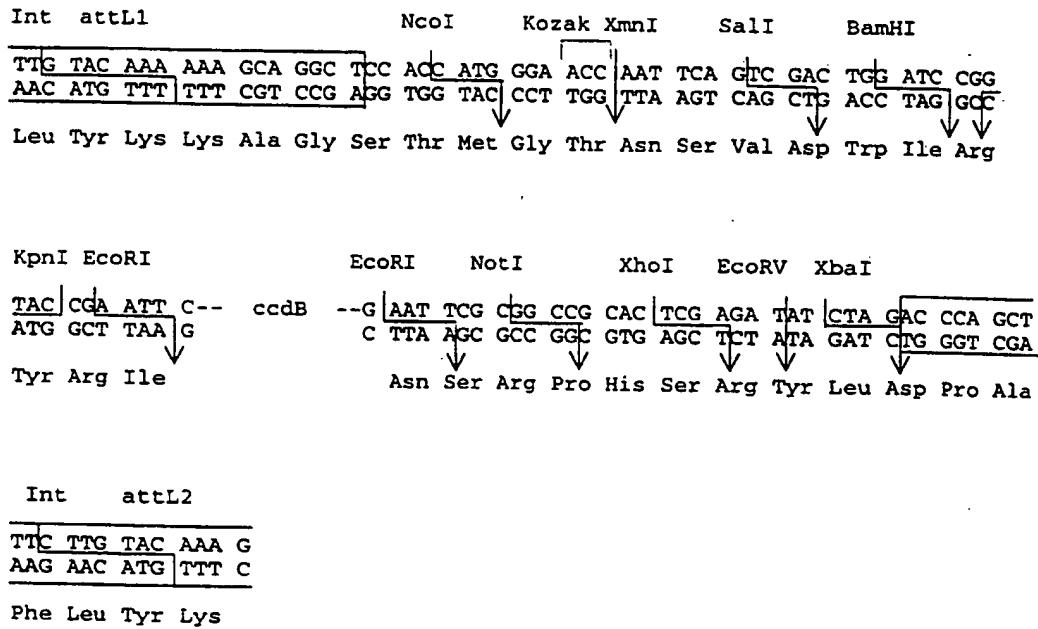 Int attL1 NcoI Kozak XmnI SalI BamHI
TTG TAC AAA AAA GCA GGC TCC ACC ATG GGA ACC AAT TCA GTC GAC TGG ATC CGG
AAC ATG TTT TTT CGT CCG AGG TGG TAC CCT TGG TTA AGT CAG CTG ACC TAG GCC
Leu Tyr Lys Lys Ala Gly Ser Thr Met Gly Thr Asn Ser Val Asp Trp Ile Arg
KpnI EcoRI EcoRI NotI XhoI EcoRV XbaI
TAC CGA ATT C-- ccdB --G AAT TCG CGG CCG CAC TCG AGA TAT CTA GAC CCA GCT
ATG GCT TAA G C TTA AGC GCC GGC GTG AGC TCT ATA GAT CTG GGT CGA
Tyr Arg Ile Asn Ser Arg Pro His Ser Arg Tyr Leu Asp Pro Ala
Int attL2
TTC TTG TAC AAA G
AAG AAC ATG TTT C
Phe Leu Tyr Lys